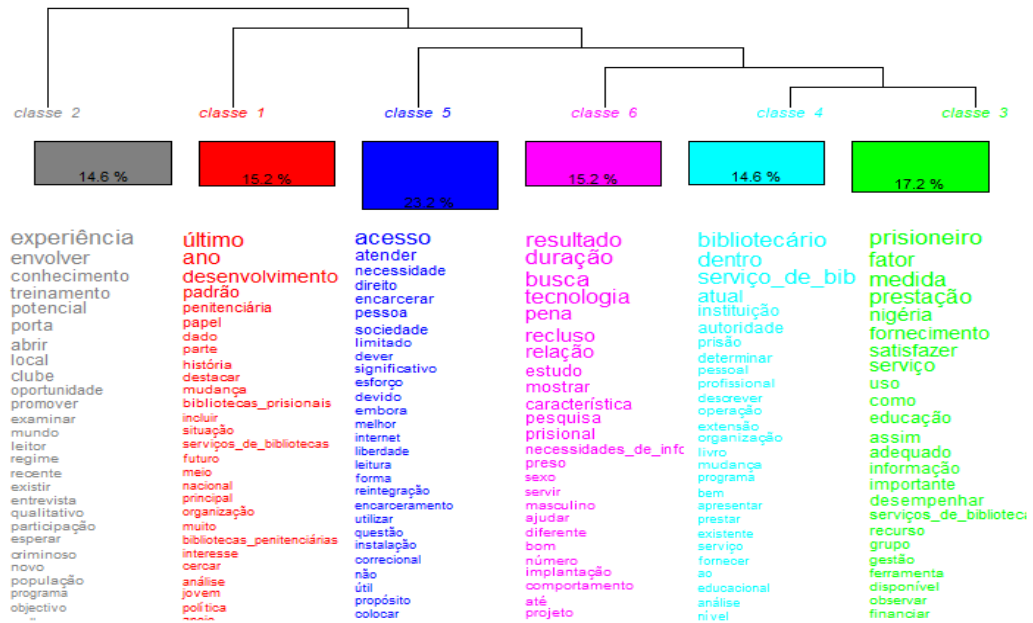 classe 2
classe 1
classe 5
classe 6
classe 4
classe 3
14.6 %
15.2 %
23.2 %
15.2 %
14.6 %
17.2 %
experiência
envolver
conhecimento
treinamento
potencial
porta
abrir
local
clube
oportunidade
promover
examinar
mundo
leitor
regime
recente
existir
entrevista
qualitativo
participação
esperar
criminoso
novo
população
programa
objectivo
último
ano
desenvolvimento
padrão
penitenciária
papel
dado
parte
história
destacar
mudança
bibliotecas_prisionais
incluir
situação
serviços_de_bibliotecas
futuro
meio
nacional
principal
organização
muito
bibliotecas_penitenciárias
interesse
cercar
análise
jovem
política
acesso
atender
necessidade
direito
encarcerar
pessoa
sociedade
limitado
dever
significativo
esforço
devido
embora
melhor
internet
liberdade
leitura
forma
reintegração
encarceramento
utilizar
questão
instalação
correcional
não
útil
propósito
colocar
resultado
duração
busca
tecnologia
pena
recluso
relação
estudo
mostrar
característica
pesquisa
prisional
necessidades_de_infc
preso
sexo
servir
masculino
ajudar
diferente
bom
número
implantação
comportamento
até
projeto
bibliotecário
dentro
serviço_de_bib
atual
instituição
autoridade
prisão
determinar
pessoal
profissional
descrever
operação
extensão
organização
livro
mudança
programa
bem
apresentar
prestar
existente
serviço
fornecer
ao
educacional
análise
nível
prisioneiro
fator
medida
prestação
nigéria
fornecimento
satisfazer
serviço
uso
como
educação
assim
adequado
informação
importante
desempenhar
serviços_de_biblioteca
recurso
grupo
gestão
ferramenta
disponível
observar
financiar